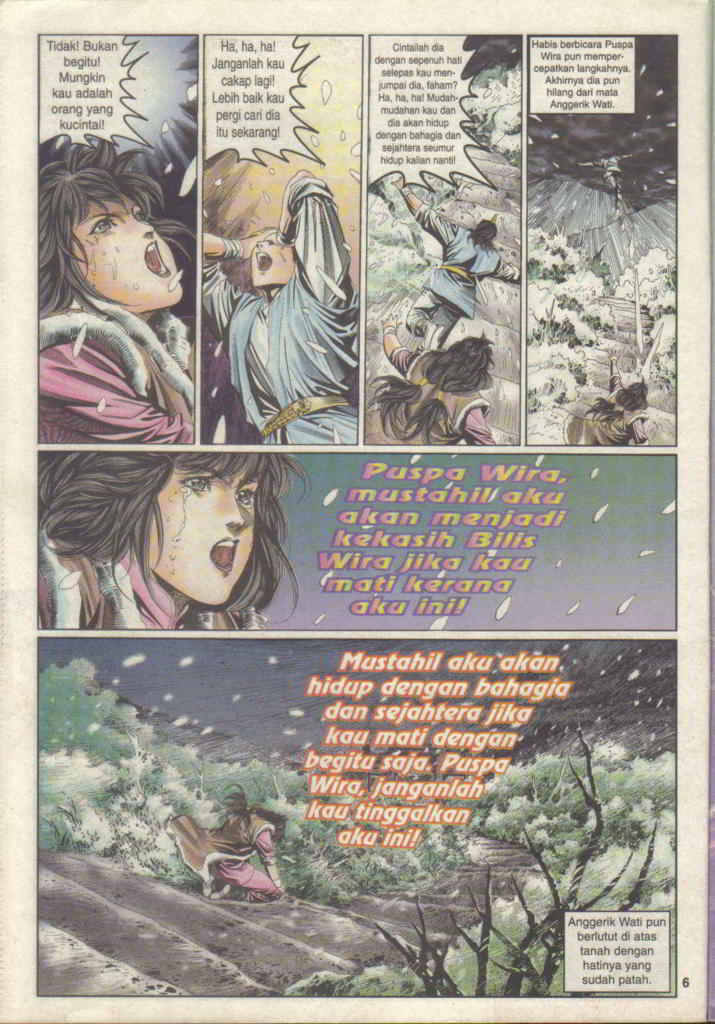 Tidak! Bukan
begitu!
Mungkin
kau adalah
orang yang
kucintai!
Ha, ha, ha!
Janganlah kau
cakap lagi!
Lebih baik kau
pergi cari dia
itu sekarang!
Cintailah dia
dengan sepenuh hati
selepas kau men-
jumpai dia, faham?
Ha, ha, ha! Mudah-
mudahan kau dan
dia akan hidup
dengan bahagia dan
sejahtera seumur
hidup kalian nanti!
Habis berbicara Puspa
Wira pun memper-
cepatkan langkahnya.
Akhirnya dia pun
hilang dari mata
Anggerik Wati.
Puspa Wira,
mustahil aku
akan menjadi
kekasih Bilis
Wira jika kau
mati kerana
aku ini!
Mustahil aku akan
hidup dengan bahagia
dan sejahtera jika
kau mati dengan
begitu saja. Puspa
Wira, janganlah
kau tinggalkan
aku ini!
Anggerik Wati pun
berlutut di atas
tanah dengan
hatinya yang
sudah patah.
6